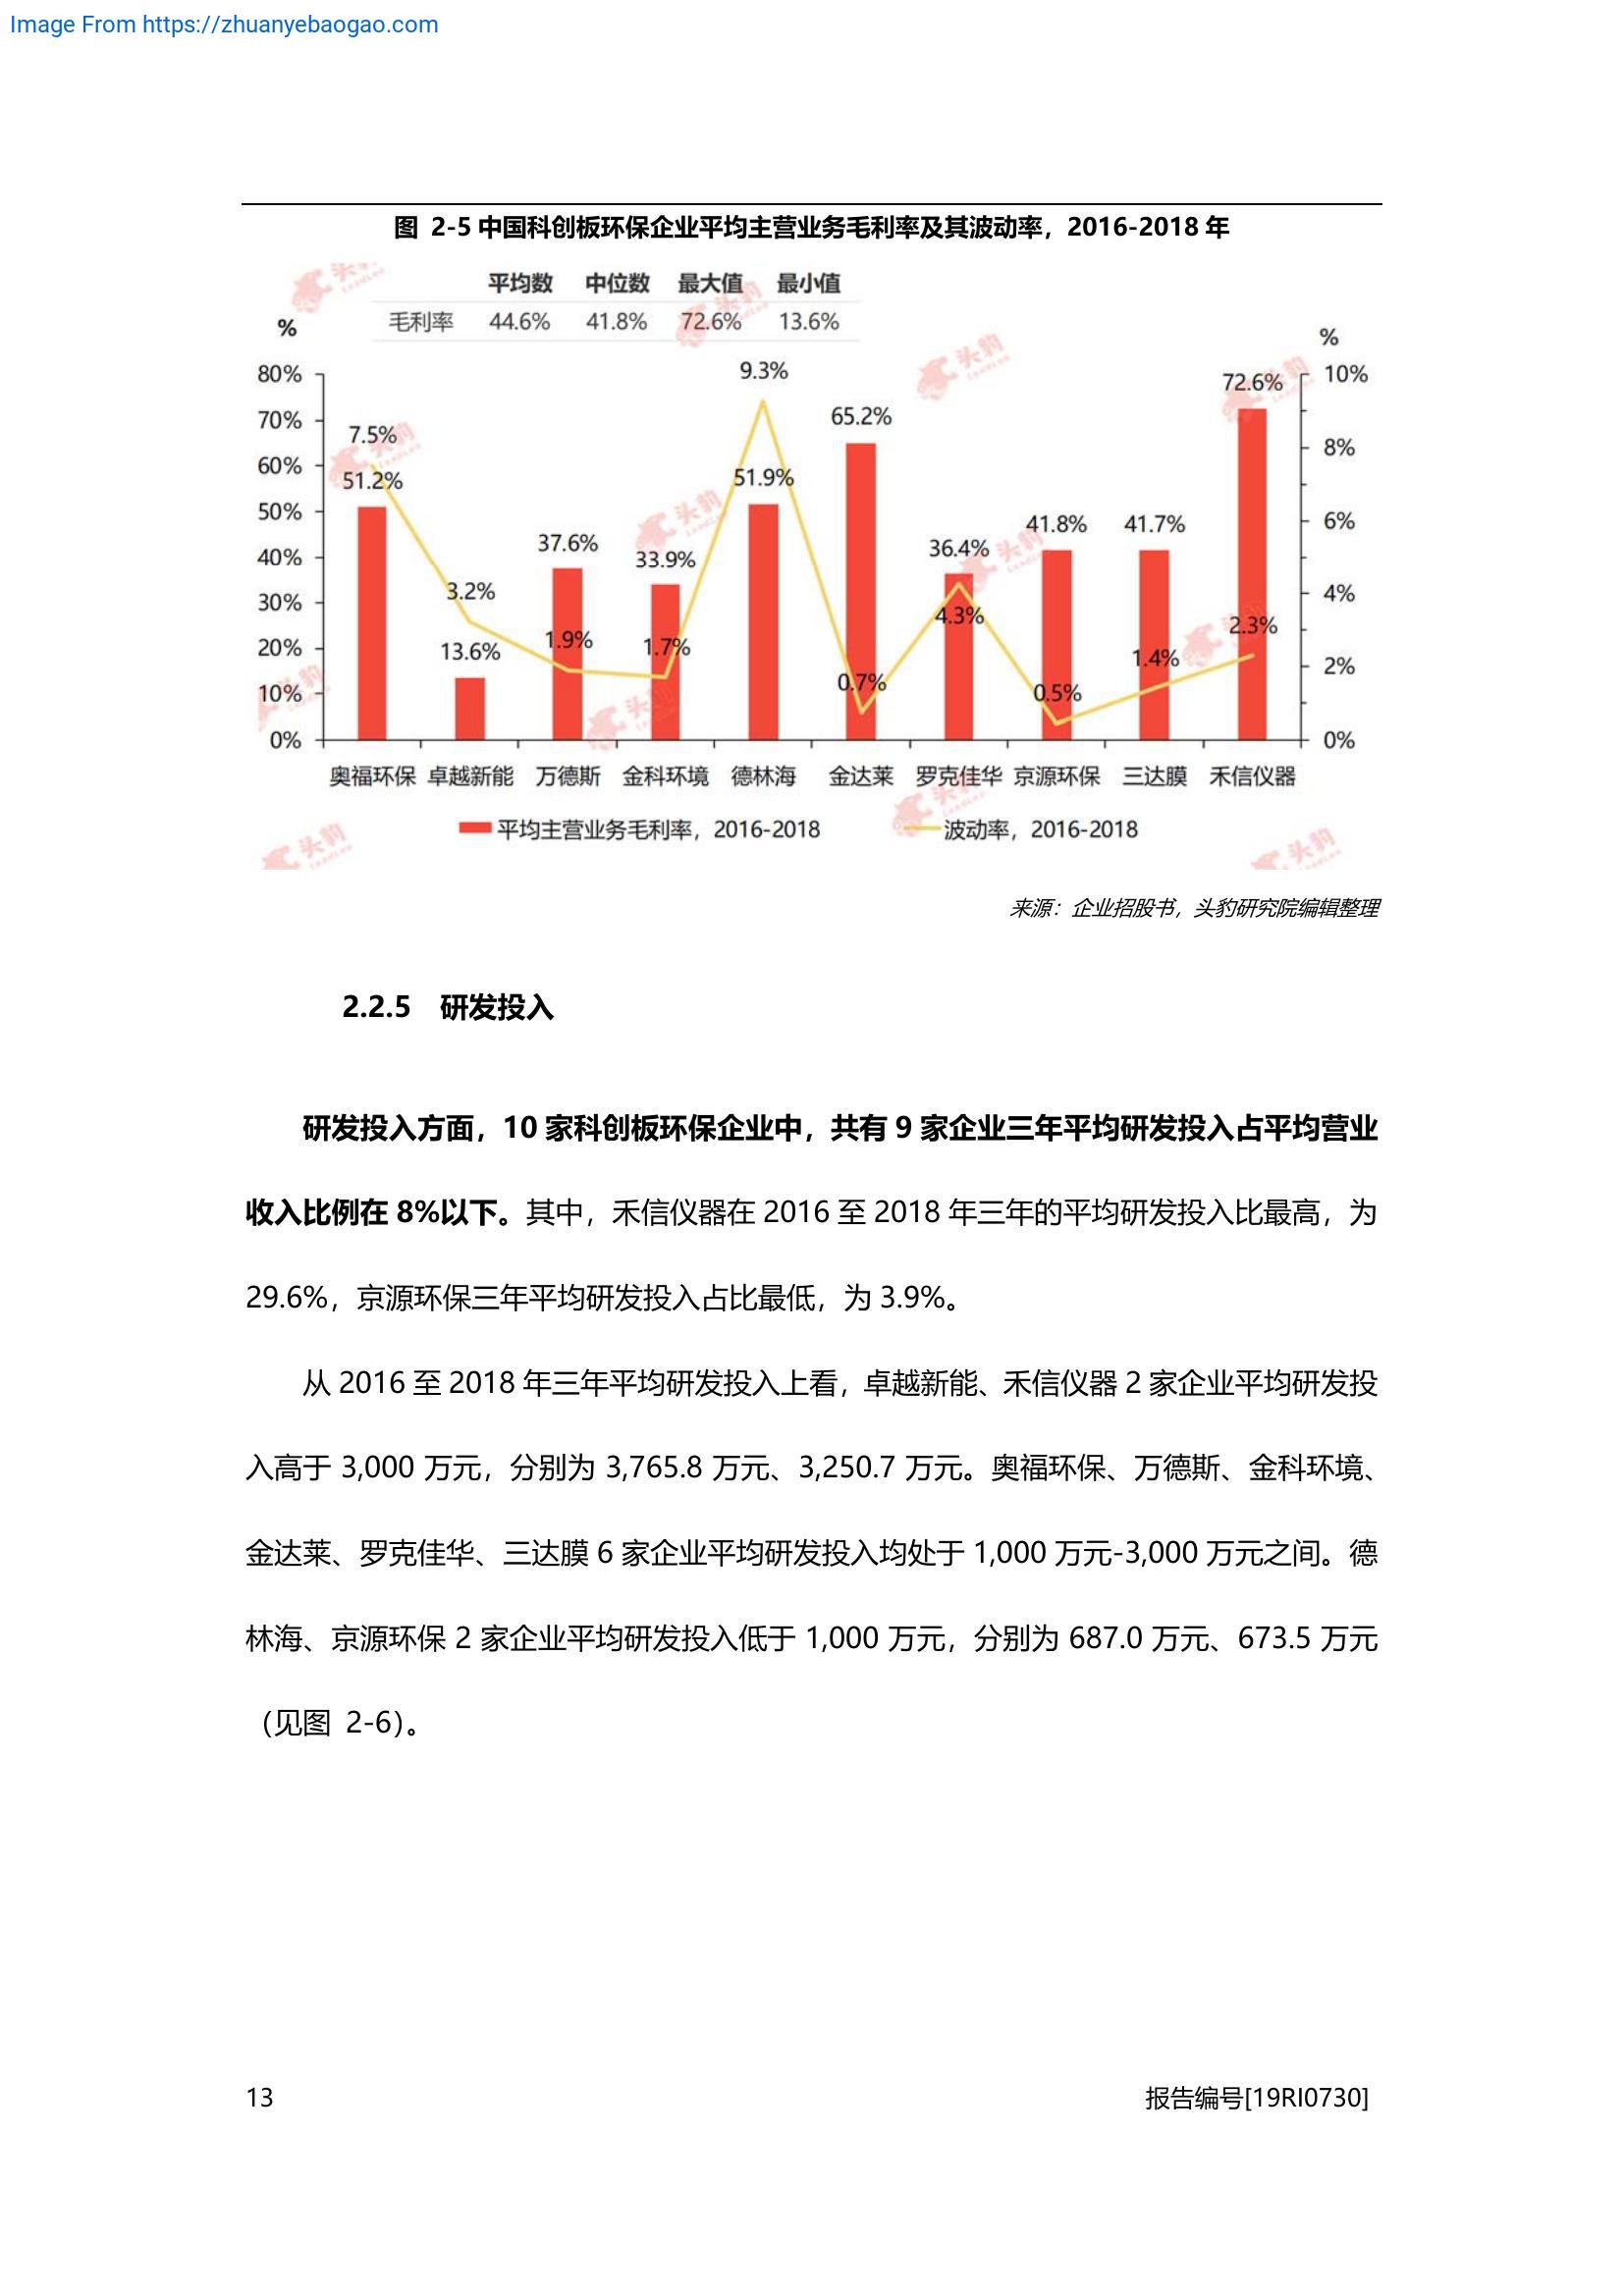 Image From https://zhuanyebaogao.com
图 2-5 中国科创板环保企业平均主营业务毛利率及其波动率，2016-2018 年
平均数 中位数 最大值 最小值
毛利率 44.6% 41.8% 72.6% 13.6%
%
%
80%
70%
60%
50%
40%
30%
20%
10%
0%
10%
8%
6%
4%
2%
0%
7.5%
3.2%
1.9%
1.7%
9.3%
0.7%
4.3%
0.5%
1.4%
2.3%
51.2%
13.6%
37.6%
33.9%
51.9%
65.2%
36.4%
41.8%
41.7%
72.6%
奥福环保 卓越新能 万德斯 金科环境 德林海 金达莱 罗克佳华 京源环保 三达膜 禾信仪器
平均主营业务毛利率，2016-2018 波动率，2016-2018
头豹
来源：企业招股书，头豹研究院编辑整理
2.2.5 研发投入
研发投入方面，10 家科创板环保企业中，共有 9 家企业三年平均研发投入占平均营业
收入比例在 8%以下。其中，禾信仪器在 2016 至 2018 年三年的平均研发投入比最高，为
29.6%，京源环保三年平均研发投入占比最低，为 3.9%。
从 2016 至 2018 年三年平均研发投入上看，卓越新能、禾信仪器 2 家企业平均研发投
入高于 3,000 万元，分别为 3,765.8 万元、3,250.7 万元。奥福环保、万德斯、金科环境、
金达莱、罗克佳华、三达膜 6 家企业平均研发投入均处于 1,000 万元-3,000 万元之间。德
林海、京源环保 2 家企业平均研发投入低于 1,000 万元，分别为 687.0 万元、673.5 万元
（见图 2-6）。
13 报告编号[19RI0730]